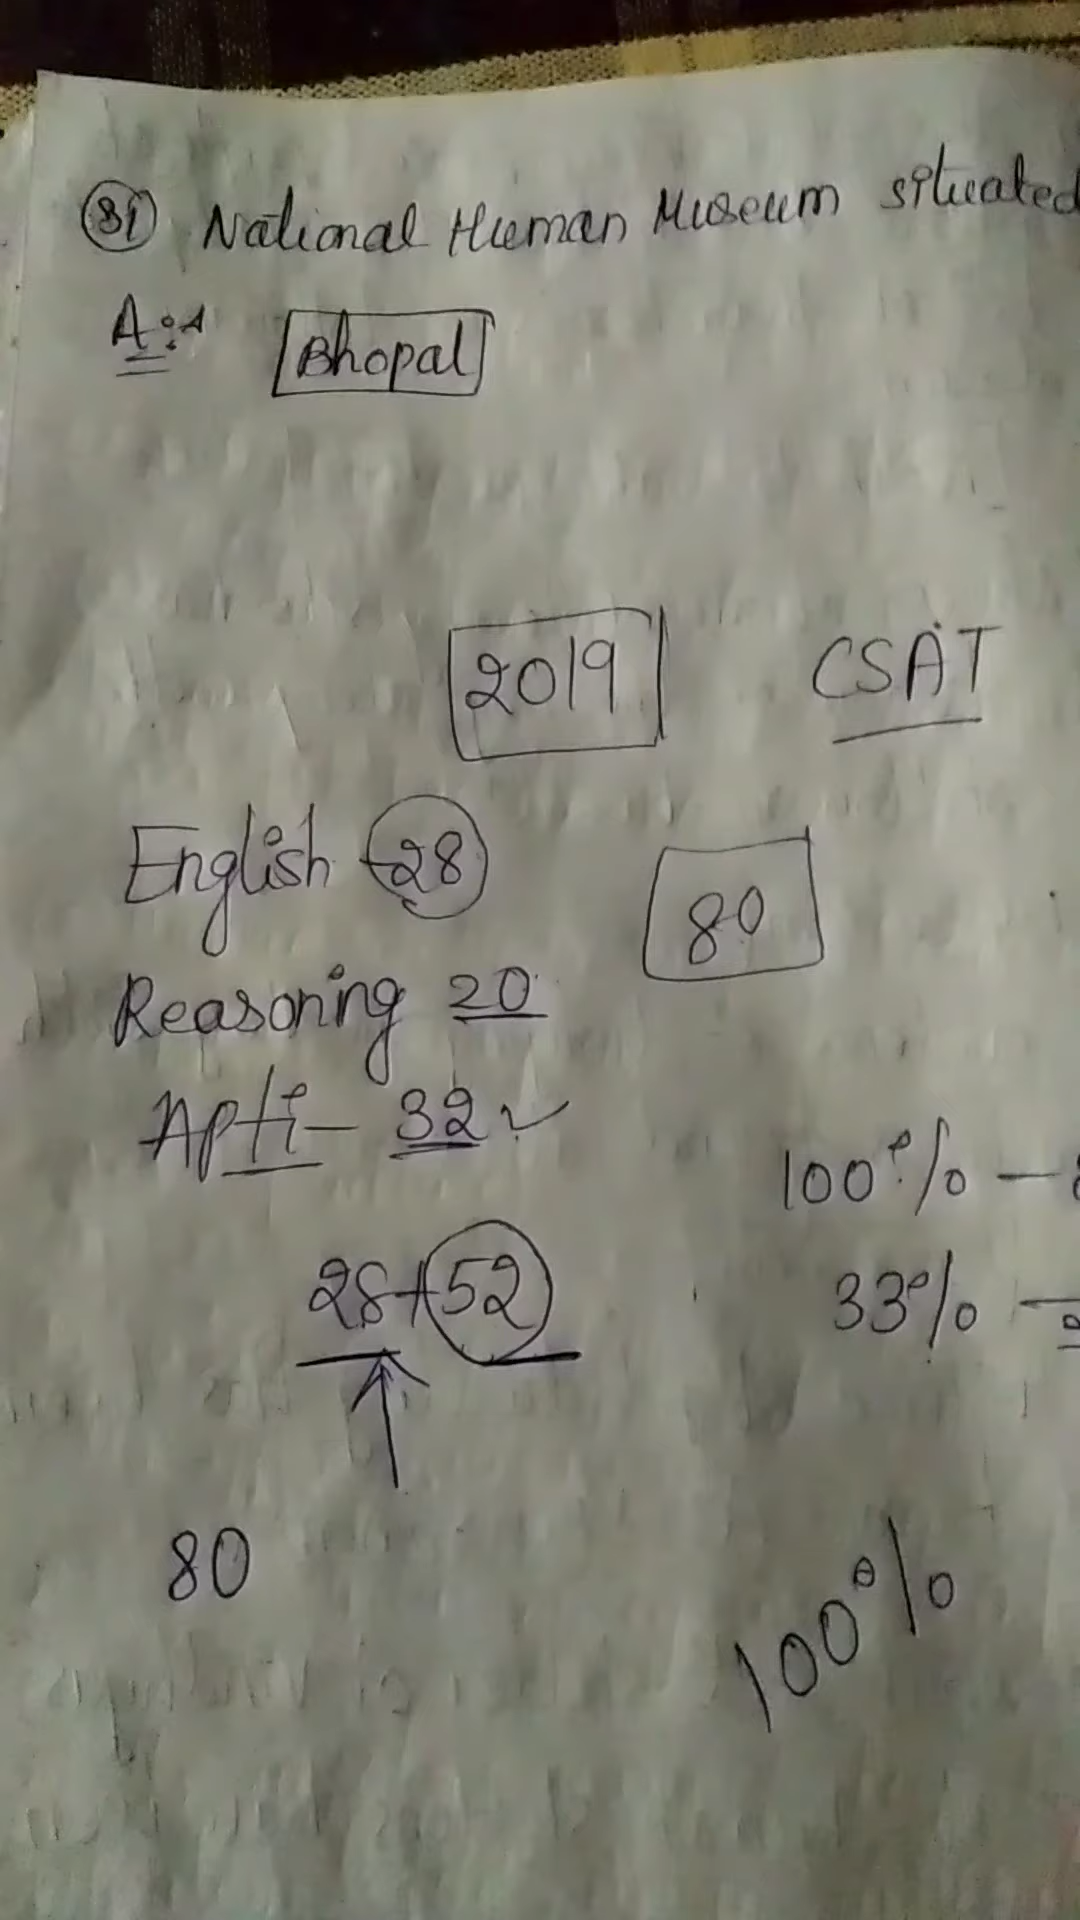 31 National Human Museum situated
A:-
Bhopal
2019 CSAT
English - 28
80
Reasoning 20
Apti - 32 ✓
100% -
28+52
33% -
80
100%